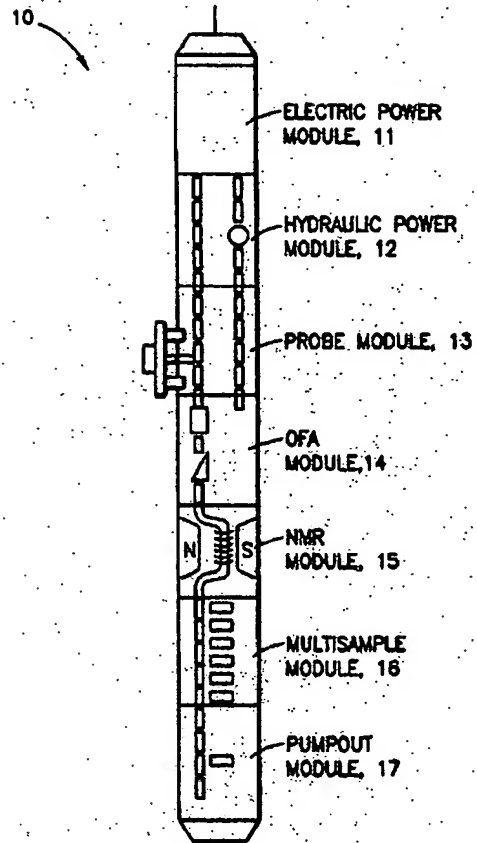 10
ELECTRIC POWER
MODULE, 11
HYDRAULIC POWER
MODULE, 12
PROBE MODULE, 13
OFA
MODULE,14
N
S
NMR
MODULE, 15
MULTISAMPLE
MODULE, 16
PUMPOUT
MODULE, 17